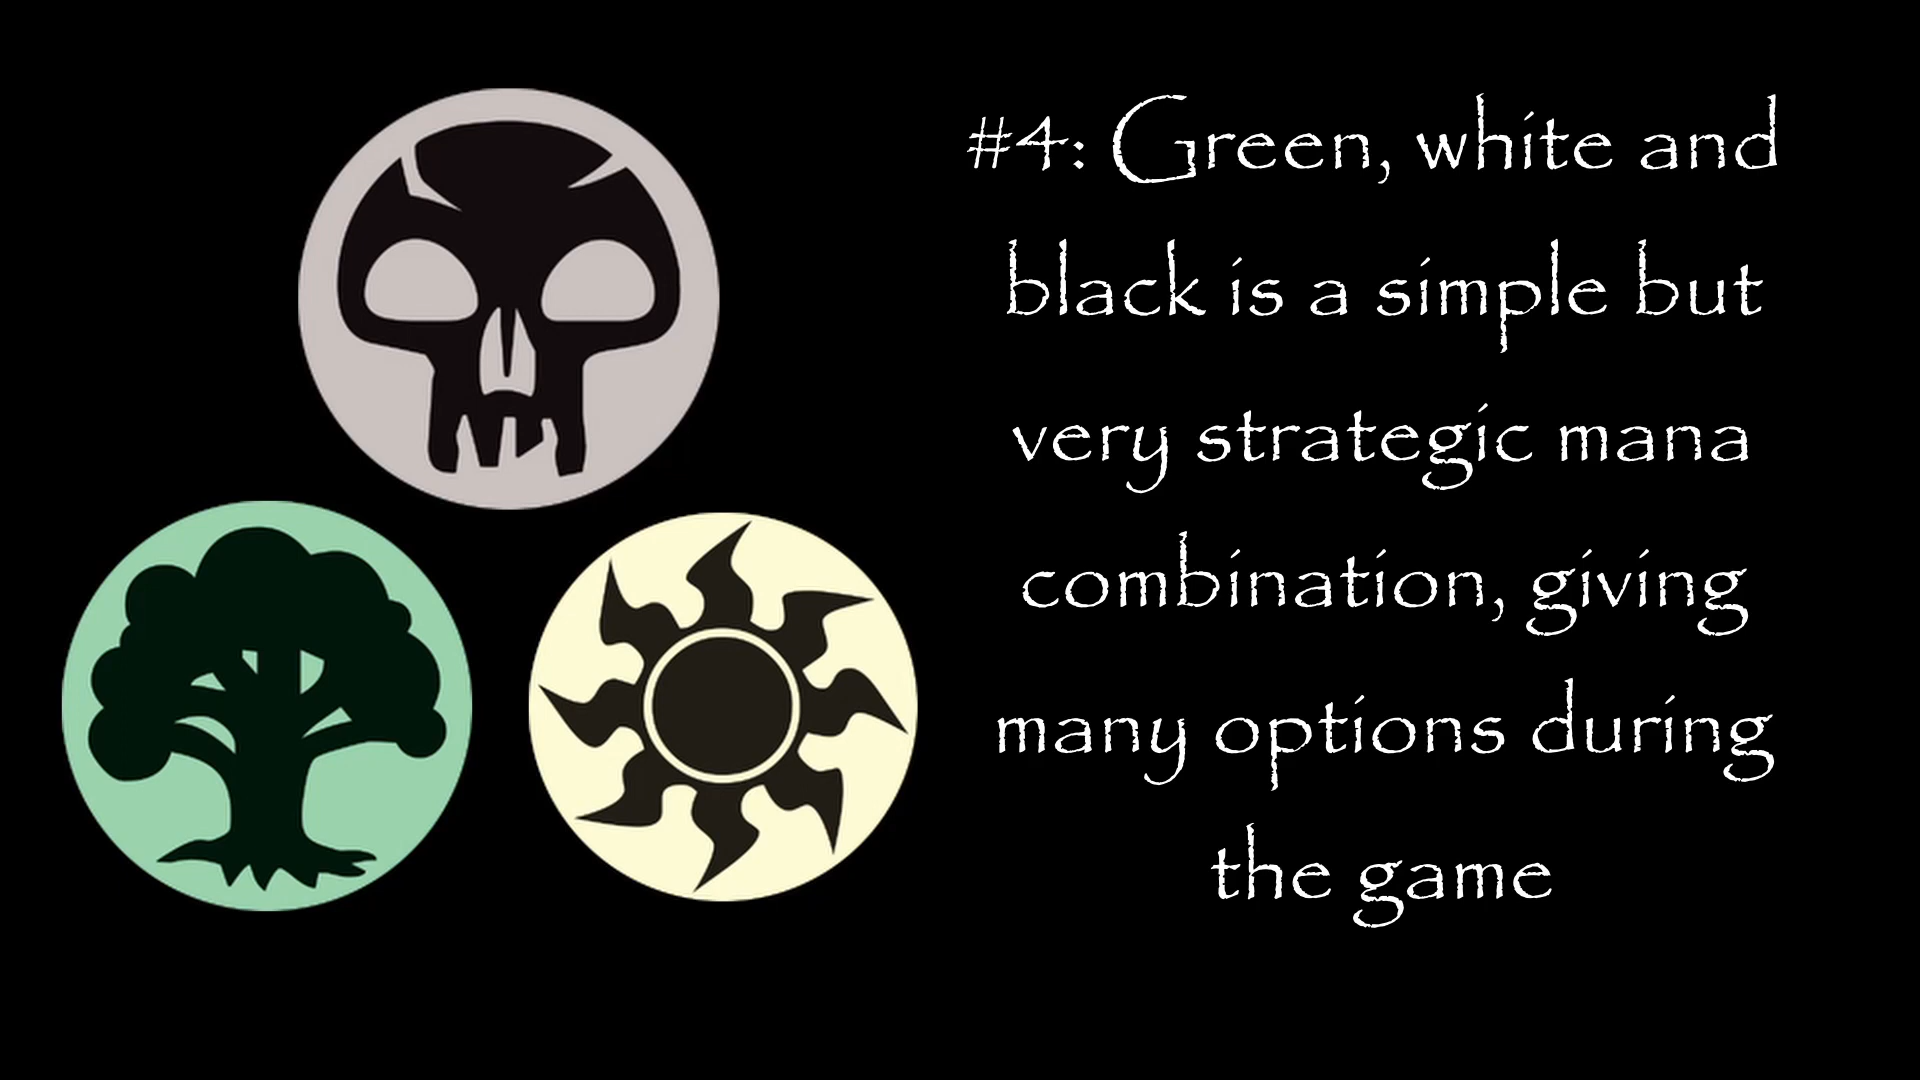 #4: Green, white and
black is a simple but
very strategic mana
combination, giving
many options during
the game